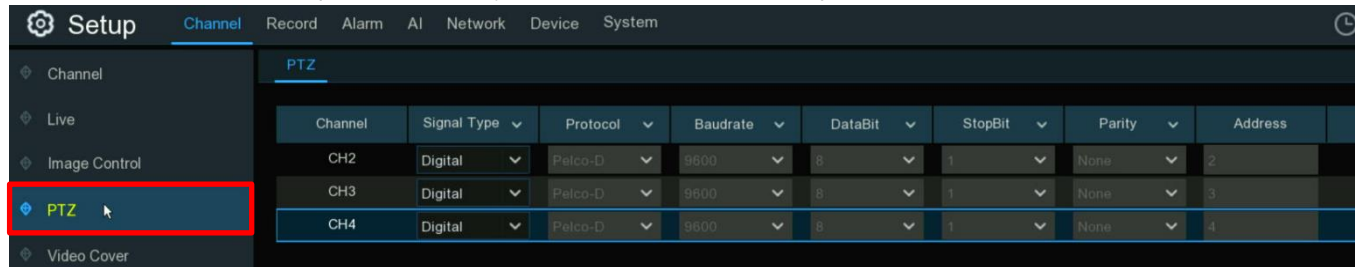 Setup Channel Record Alarm AI Network Device System
Channel
Live
Image Control
PTZ
Video Cover
PTZ
Channel Signal Type Protocol Baudrate DataBit StopBit Parity Address
CH2 Digital Pelco-D 9600 8 1 None 2
CH3 Digital Pelco-D 9600 8 1 None 3
CH4 Digital Pelco-D 9600 8 1 None 4